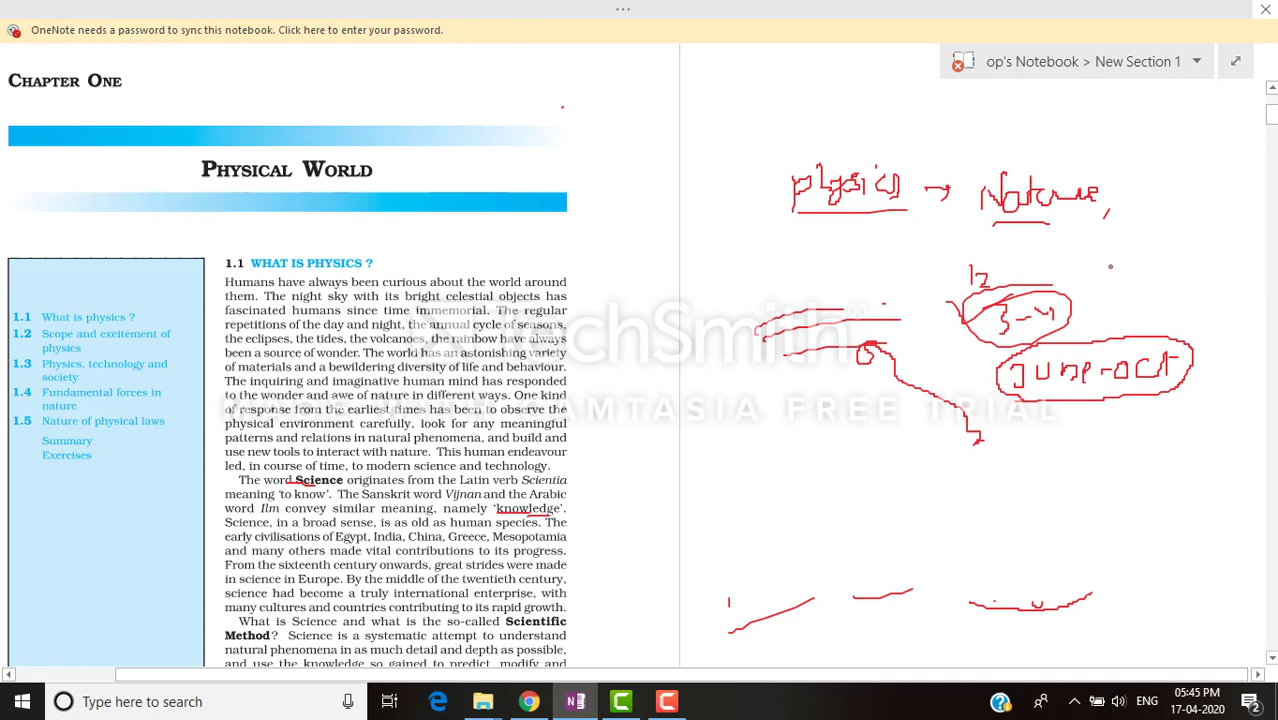 OneNote needs a password to sync this notebook. Click here to enter your password.
CHAPTER ONE
op's Notebook > New Section 1
PHYSICAL WORLD
1.1 What is physics ?
1.2 Scope and excitement of
physics
1.3 Physics, technology and
society
1.4 Fundamental forces in
nature
1.5 Nature of physical laws
Summary
Exercises
1.1 WHAT IS PHYSICS ?
Humans have always been curious about the world around
them. The night sky with its bright celestial objects has
fascinated humans since time immemorial. The regular
repetitions of the day and night, the annual cycle of seasons,
the eclipses, the tides, the volcanoes, the rainbow have always
been a source of wonder. The world has an astonishing variety
of materials and a bewildering diversity of life and behaviour.
The inquiring and imaginative human mind has responded
to the wonder and awe of nature in different ways. One kind
of response from the earliest times has been to observe the
physical environment carefully, look for any meaningful
patterns and relations in natural phenomena, and build and
use new tools to interact with nature. This human endeavour
led, in course of time, to modern science and technology.
The word Science originates from the Latin verb Scientia
meaning 'to know'. The Sanskrit word Vijnan and the Arabic
word Ilm convey similar meaning, namely 'knowledge'.
Science, in a broad sense, is as old as human species. The
early civilisations of Egypt, India, China, Greece, Mesopotamia
and many others made vital contributions to its progress.
From the sixteenth century onwards, great strides were made
in science in Europe. By the middle of the twentieth century,
science had become a truly international enterprise, with
many cultures and countries contributing to its rapid growth.
What is Science and what is the so-called Scientific
Method? Science is a systematic attempt to understand
natural phenomena in as much detail and depth as possible,
and use the knowledge so gained to predict, modify and
physics → Nature,
12
3-4
June-oct
TechSmith
MADE WITH CAMTASIA FREE TRIAL
Type here to search
ENG
05:45 PM
17-04-2020
2